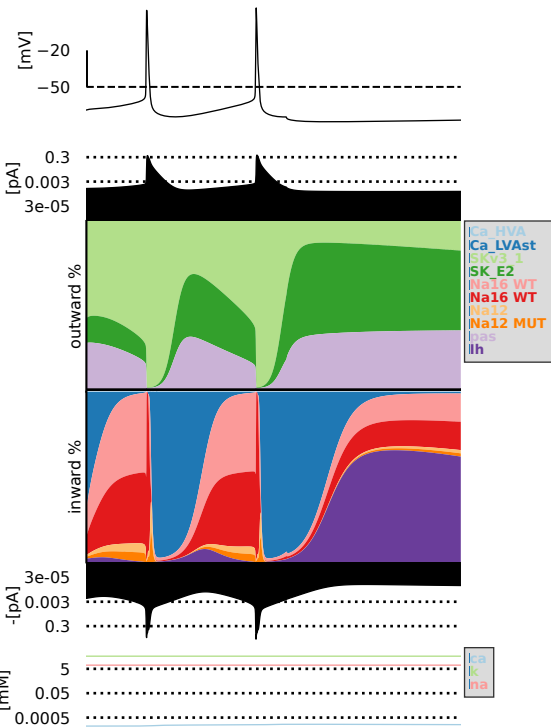 [mV]
−20
−50
[pA]
0.3
0.003
3e-05
outward %
Ca_HVA
Ca_LVAst
SKv3_1
SK_E2
Na16 WT
Na16 WT
Na12
Na12 MUT
pas
Ih
inward %
-[pA]
3e-05
0.003
0.3
[mM]
5
0.05
0.0005
ca
k
na